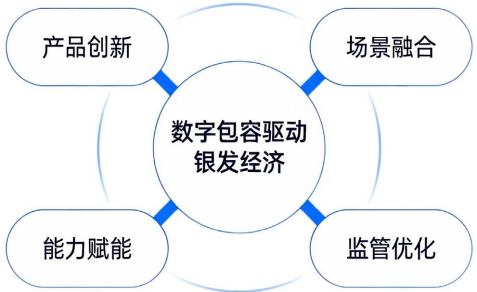 产品创新
场景融合
数字包容驱动
银发经济
能力赋能
监管优化